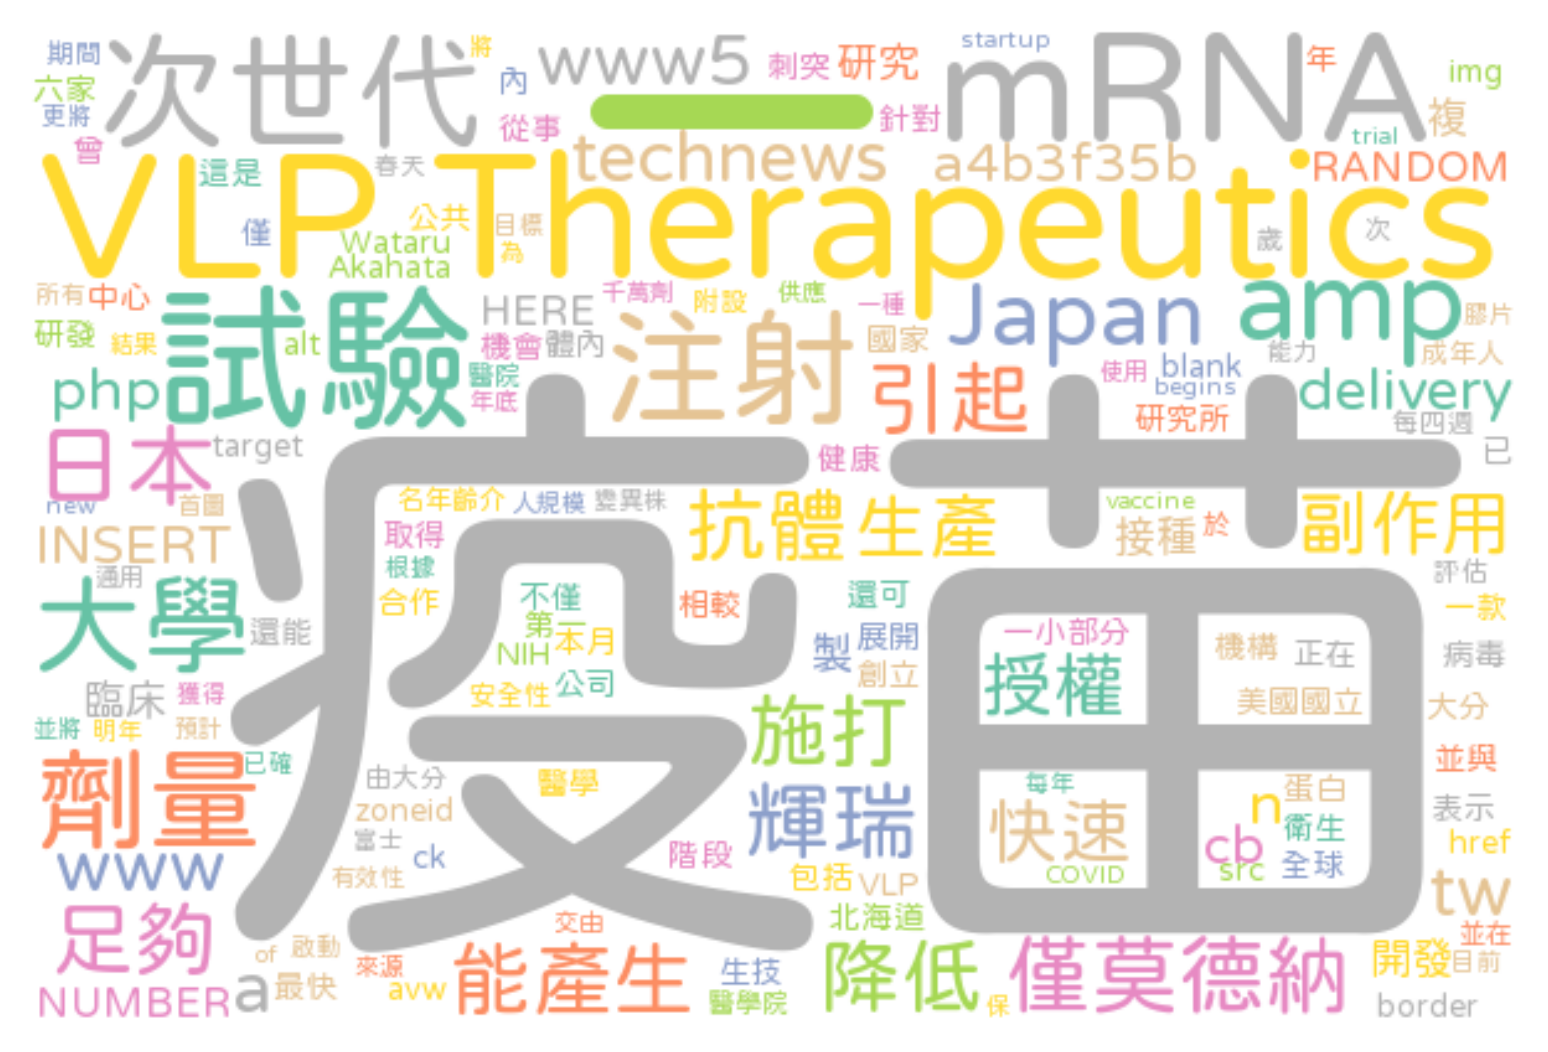 期間
次世代
將
www5
刺突
研究
startup
mRNA
年
img
六家
內
更將
從事
一
針對
複
曾
trial
這是
春天
technews
a4b3f35b
RANDOM
VLP Therapeutics
僅
公共
目標
歲
次
Wataru
為
Akahata
所有
中心
試驗
HERE
千萬劑
附設
供應
一種
Japan
amp
膠片
研發
結果
alt
機會
體內
注射
國家
能力
成年人
php
醫院
年底
引起
使用
blank
begins
delivery
研究所
每四週
日本
target
疫苗
健康
已
new
首圖
名年齡介
人規模
變異株
抗體
生產
vaccine
副作用
INSERT
取得
接種
於
通用
根據
評估
大學
還能
合作
不僅
相較
還可
一款
第二
本月
製
展開
一小部分
機構
正在
病毒
NIH
公司
創立
授權
臨床
獲得
安全性
施打
美國國立
大分
並將
明年
預計
劑量
已確
由大分
醫學
每年
並與
zoneid
輝瑞
快速
n
蛋白
表示
富士
衛生
www
ck
階段
cb
href
有效性
包括
VLP
COVID
src
全球
tw
足夠
北海道
交由
並在
of
啟動
來源
能產生
生技
降低
僅莫德納
開發
目前
NUMBER
a
最快
avw
醫學院
保
border